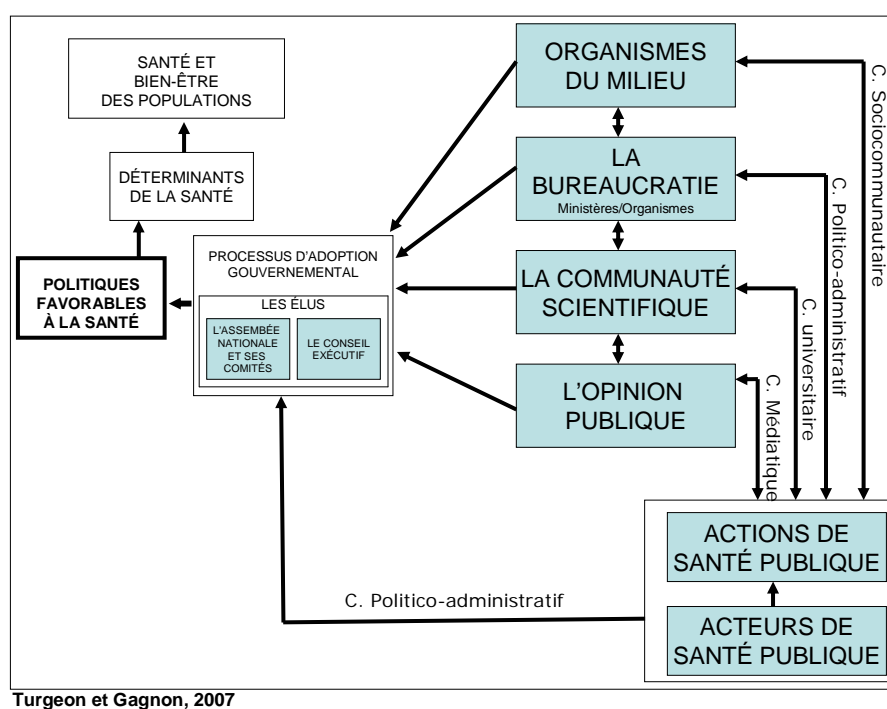 SANTÉ ET
BIEN-ÊTRE
DES POPULATIONS
DÉTERMINANTS
DE LA SANTÉ
POLITIQUES
FAVORABLES
À LA SANTÉ
PROCESSUS D'ADOPTION
GOUVERNEMENTAL
LES ÉLUS
L'ASSEMBÉE
NATIONALE
ET SES
COMITÉS
LE CONSEIL
EXÉCUTIF
ORGANISMES
DU MILIEU
LA
BUREAUCRATIE
Ministères/Organismes
LA COMMUNAUTÉ
SCIENTIFIQUE
L'OPINION
PUBLIQUE
C. Sociocommunautaire
C. Politico-administratif
C. universitaire
C. Médiatique
ACTIONS DE
SANTÉ PUBLIQUE
ACTEURS DE
SANTÉ PUBLIQUE
C. Politico-administratif
Turgeon et Gagnon, 2007